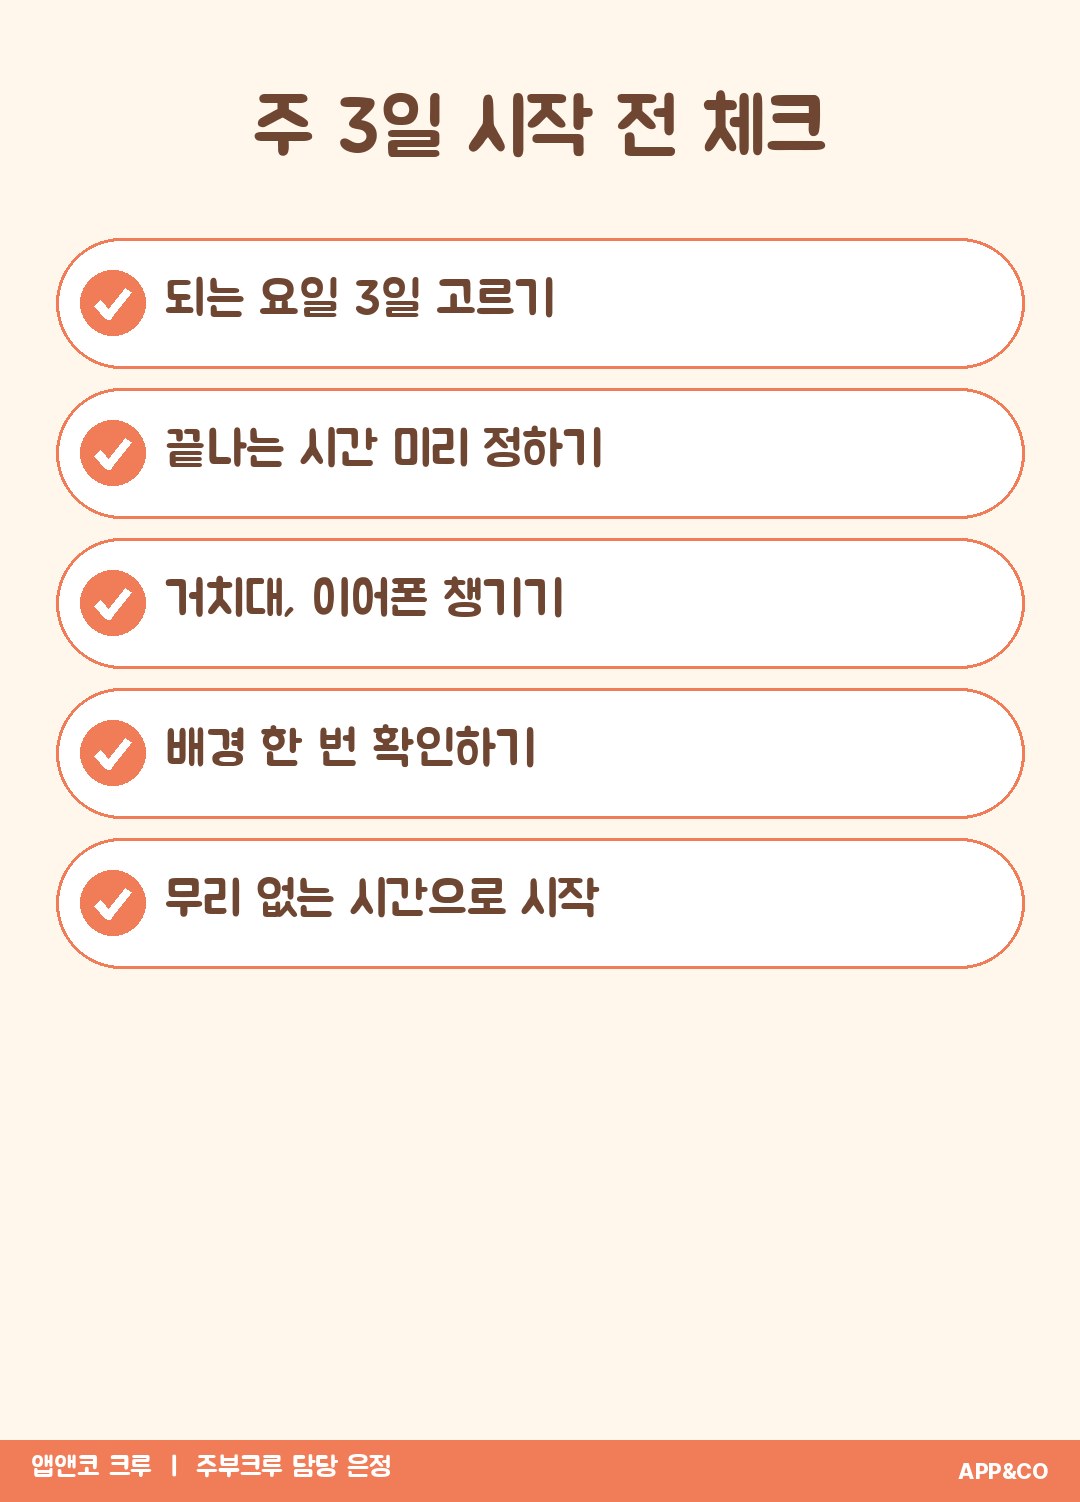 주 3일 시작 전 체크
되는 요일 3일 고르기
끝나는 시간 미리 정하기
거치대, 이어폰 챙기기
배경 한 번 확인하기
무리 없는 시간으로 시작
앱앤코 크루 | 주부크루 담당 은정
APP&CO